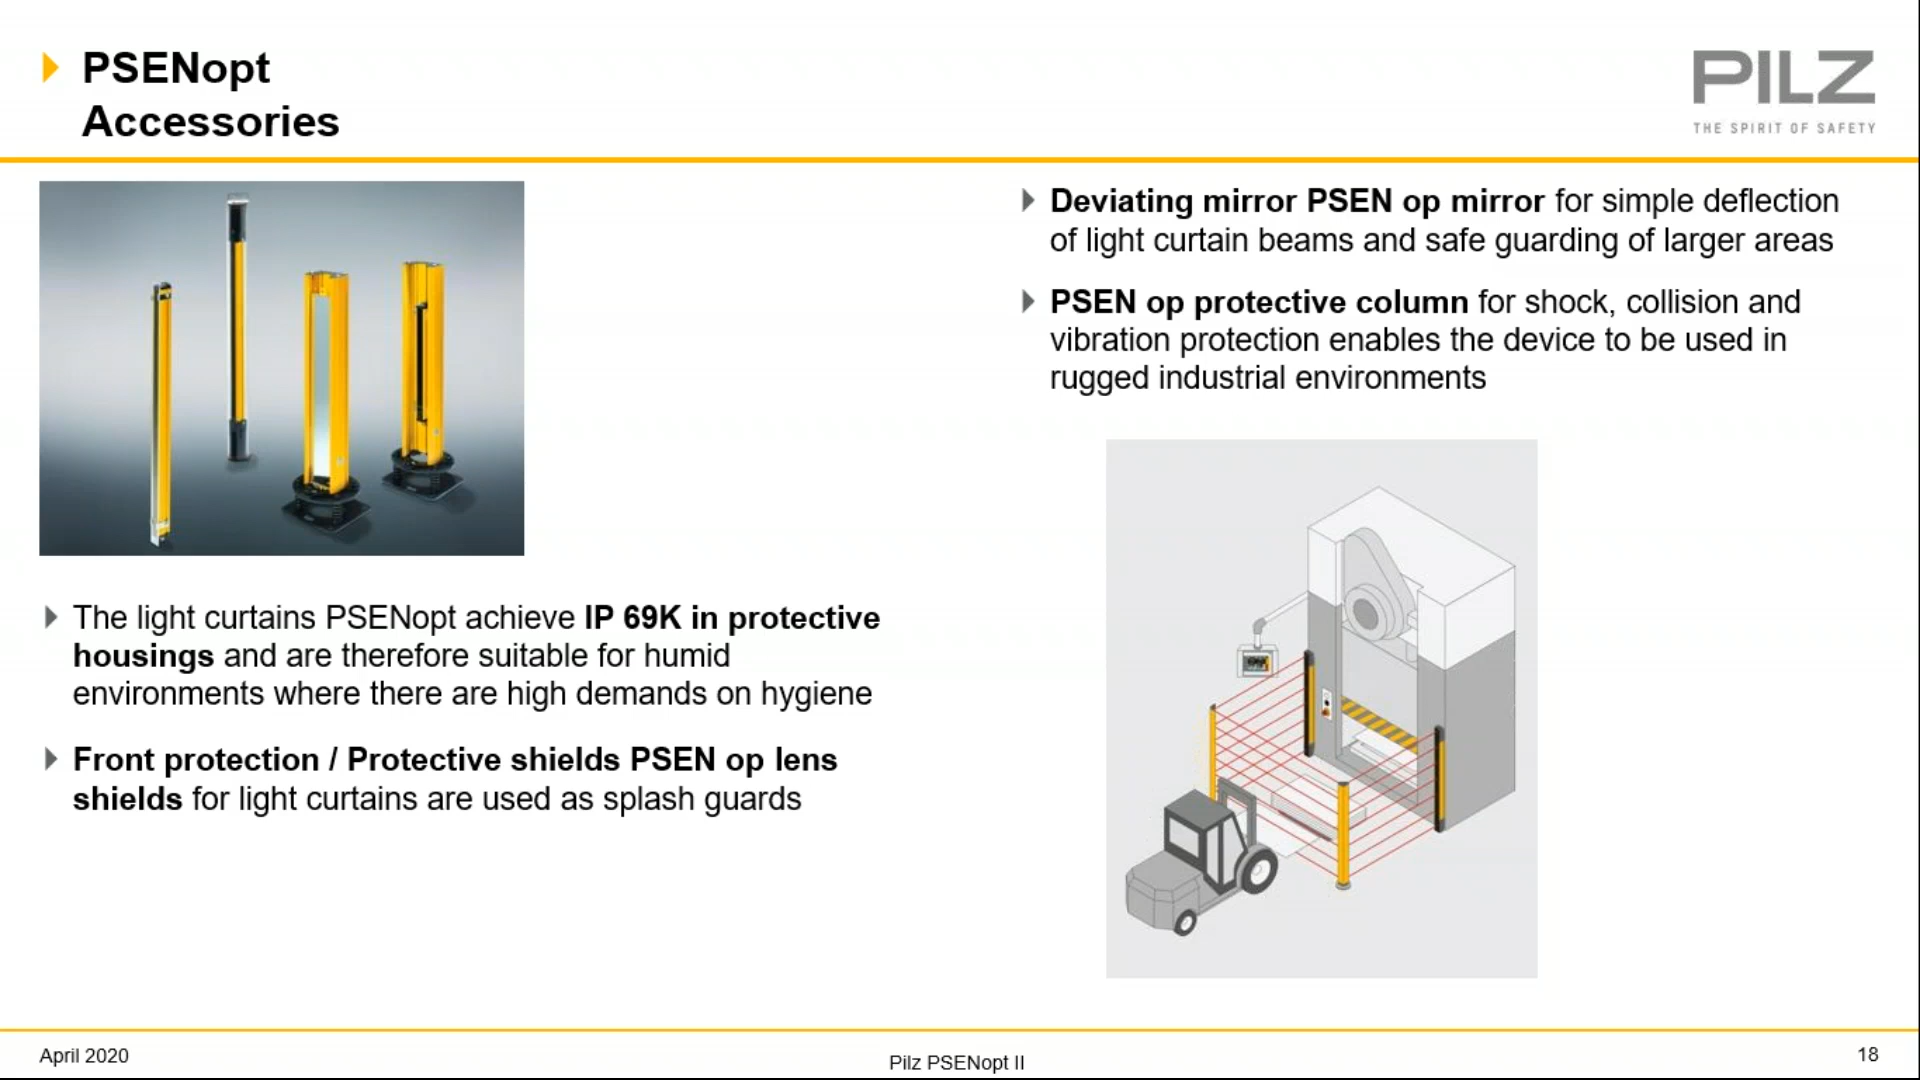 PSENopt
Accessories
PILZ
THE SPIRIT OF SAFETY
The light curtains PSENopt achieve IP 69K in protective
housings and are therefore suitable for humid
environments where there are high demands on hygiene
Front protection / Protective shields PSEN op lens
shields for light curtains are used as splash guards
Deviating mirror PSEN op mirror for simple deflection
of light curtain beams and safe guarding of larger areas
PSEN op protective column for shock, collision and
vibration protection enables the device to be used in
rugged industrial environments
April 2020
Pilz PSENopt II
18